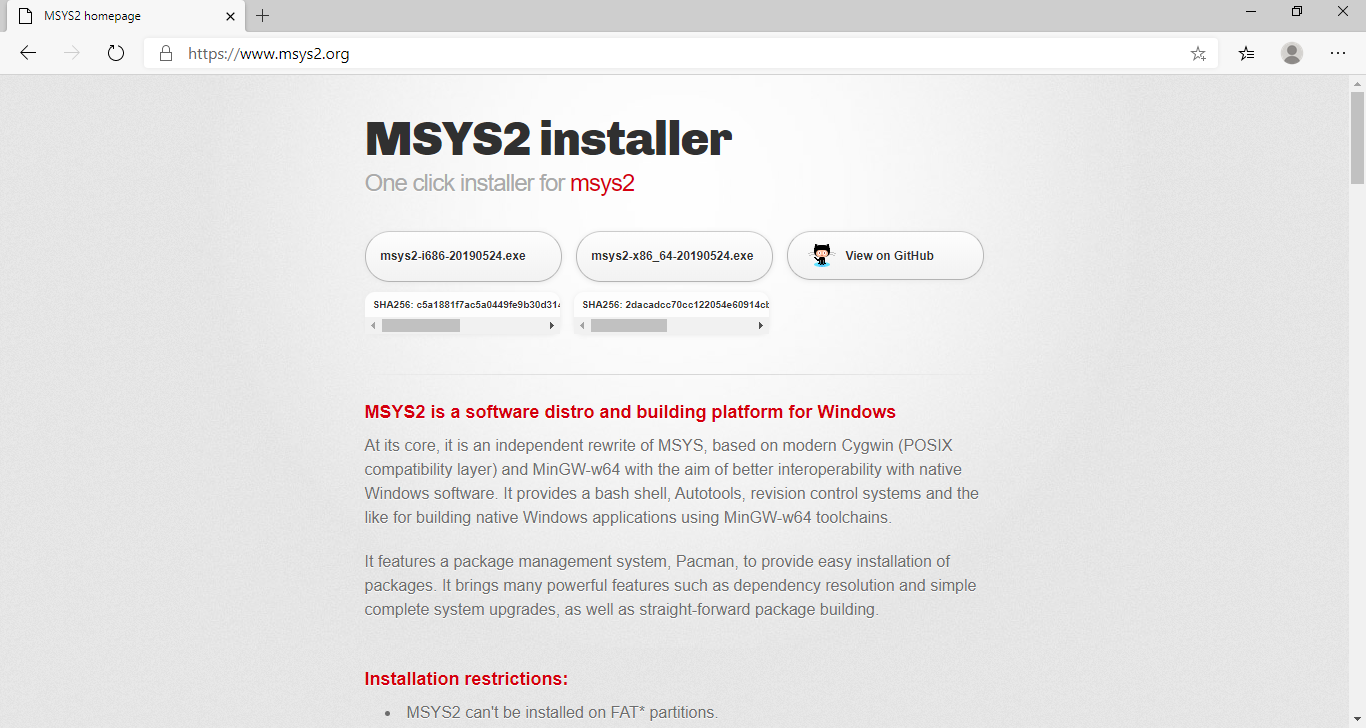 MSYS2 homepage
https://www.msys2.org
MSYS2 installer
One click installer for msys2
msys2-i686-20190524.exe
msys2-x86_64-20190524.exe
View on GitHub
SHA256: c5a1881f7ac5a0449fe9b30d314
SHA256: 2dacadcc70cc122054e60914cb
MSYS2 is a software distro and building platform for Windows
At its core, it is an independent rewrite of MSYS, based on modern Cygwin (POSIX
compatibility layer) and MinGW-w64 with the aim of better interoperability with native
Windows software. It provides a bash shell, Autotools, revision control systems and the
like for building native Windows applications using MinGW-w64 toolchains.
It features a package management system, Pacman, to provide easy installation of
packages. It brings many powerful features such as dependency resolution and simple
complete system upgrades, as well as straight-forward package building.
Installation restrictions:
• MSYS2 can't be installed on FAT* partitions.